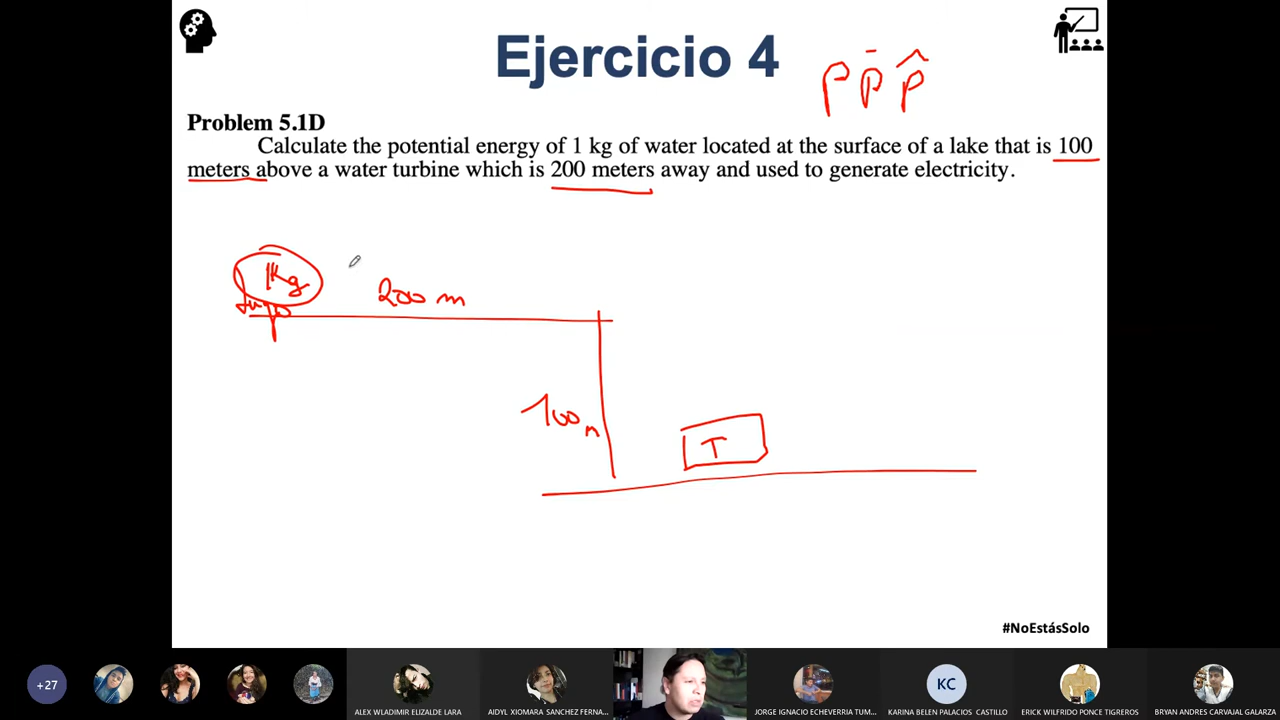 Ejercicio 4
P P̄ P̂
Problem 5.1D
Calculate the potential energy of 1 kg of water located at the surface of a lake that is 100
meters above a water turbine which is 200 meters away and used to generate electricity.
1kg
200 m
100 m
T
#NoEstásSolo
+27
ALEX WLADIMIR ELIZALDE LARA
AIDYL XIOMARA SANCHEZ FERNA...
JORGE IGNACIO ECHEVERRIA TUM...
KC
KARINA BELEN PALACIOS CASTILLO
ERICK WILFRIDO PONCE TIGREROS
BRYAN ANDRES CARVAJAL GALARZA